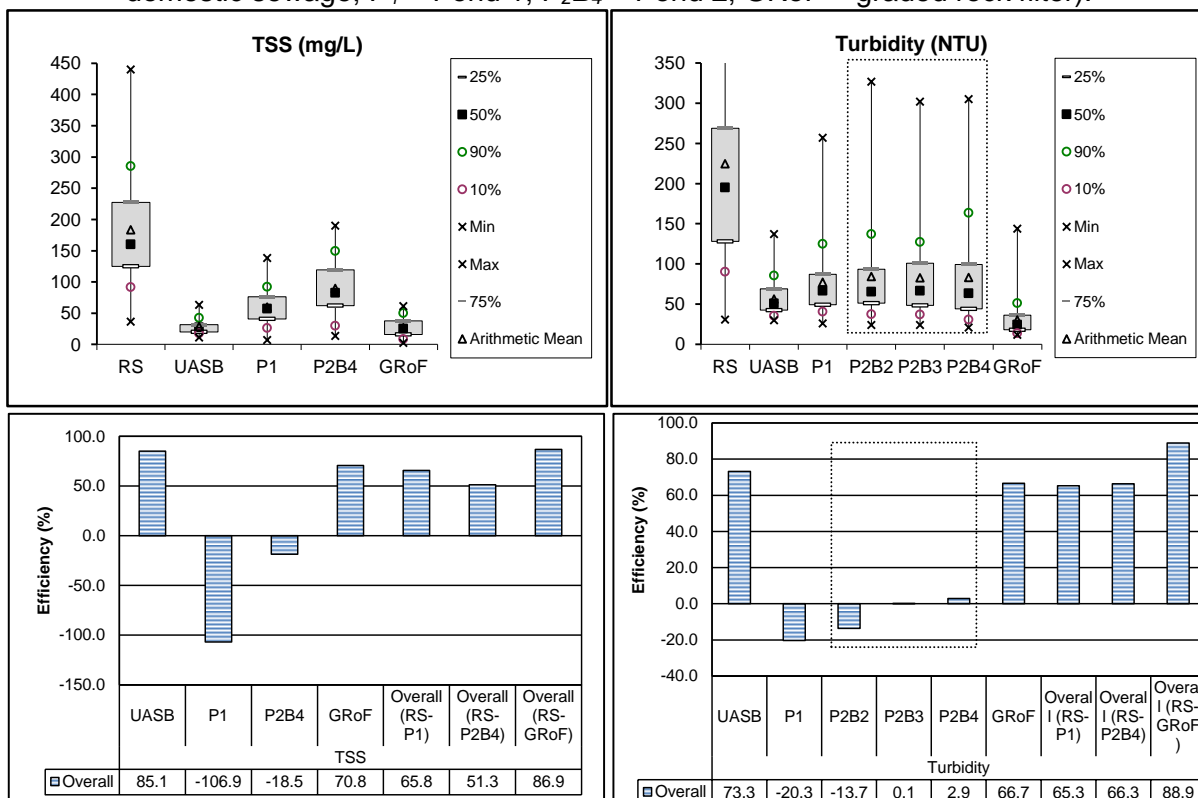 domestic sewage, P1 – Pond 1, P2B4 – Pond 2, GRoF – graded rock filter).
TSS (mg/L)
450
400
350
300
250
200
150
100
50
0
RS UASB P1 P2B4 GRoF
25%
50%
90%
10%
Min
Max
75%
Arithmetic Mean
Turbidity (NTU)
350
300
250
200
150
100
50
0
RS UASB P1 P2B2 P2B3 P2B4 GRoF
25%
50%
90%
10%
Min
Max
75%
Arithmetic Mean
Efficiency (%)
100.0
50.0
0.0
-50.0
-100.0
-150.0
UASB P1 P2B4 GRoF Overall (RS-P1) Overall (RS-P2B4) Overall (RS-GRoF)
TSS
Overall 85.1 -106.9 -18.5 70.8 65.8 51.3 86.9
Efficiency (%)
100.0
80.0
60.0
40.0
20.0
0.0
-20.0
-40.0
UASB P1 P2B2 P2B3 P2B4 GRoF Overall (RS-P1) Overall (RS-P2B4) Overall (RS-GRoF)
Turbidity
Overall 73.3 -20.3 -13.7 0.1 2.9 66.7 65.3 66.3 88.9